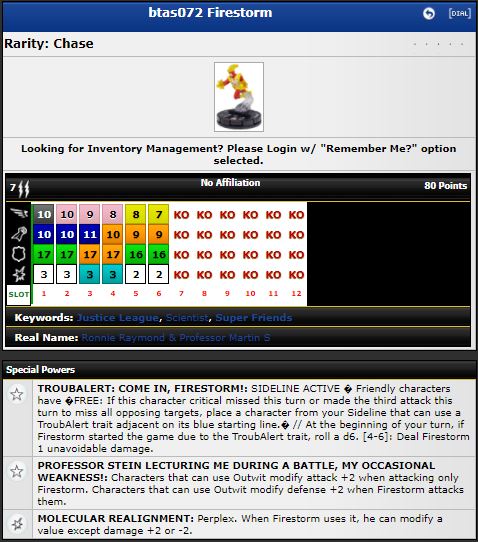 btas072 Firestorm
[DIAL]
Rarity: Chase
Looking for Inventory Management? Please Login w/ "Remember Me?" option
selected.
7
No Affiliation
80 Points
10 10 9 8 8 7 KO KO KO KO KO KO
10 10 11 10 9 9 KO KO KO KO KO KO
17 17 17 17 16 16 KO KO KO KO KO KO
3 3 3 3 2 2 KO KO KO KO KO KO
SLOT 1 2 3 4 5 6 7 8 9 10 11 12
Keywords: Justice League, Scientist, Super Friends
Real Name: Ronnie Raymond & Professor Martin S
Special Powers
TROUBALERT: COME IN, FIRESTORM!: SIDELINE ACTIVE � Friendly characters
have �FREE: If this character critical missed this turn or made the third attack this
turn to miss all opposing targets, place a character from your Sideline that can use a
TroubAlert trait adjacent on its blue starting line.� // At the beginning of your turn, if
Firestorm started the game due to the TroubAlert trait, roll a d6. [4-6]: Deal Firestorm
1 unavoidable damage.
PROFESSOR STEIN LECTURING ME DURING A BATTLE, MY OCCASIONAL
WEAKNESS!: Characters that can use Outwit modify attack +2 when attacking only
Firestorm. Characters that can use Outwit modify defense +2 when Firestorm attacks
them.
MOLECULAR REALIGNMENT: Perplex. When Firestorm uses it, he can modify a
value except damage +2 or -2.